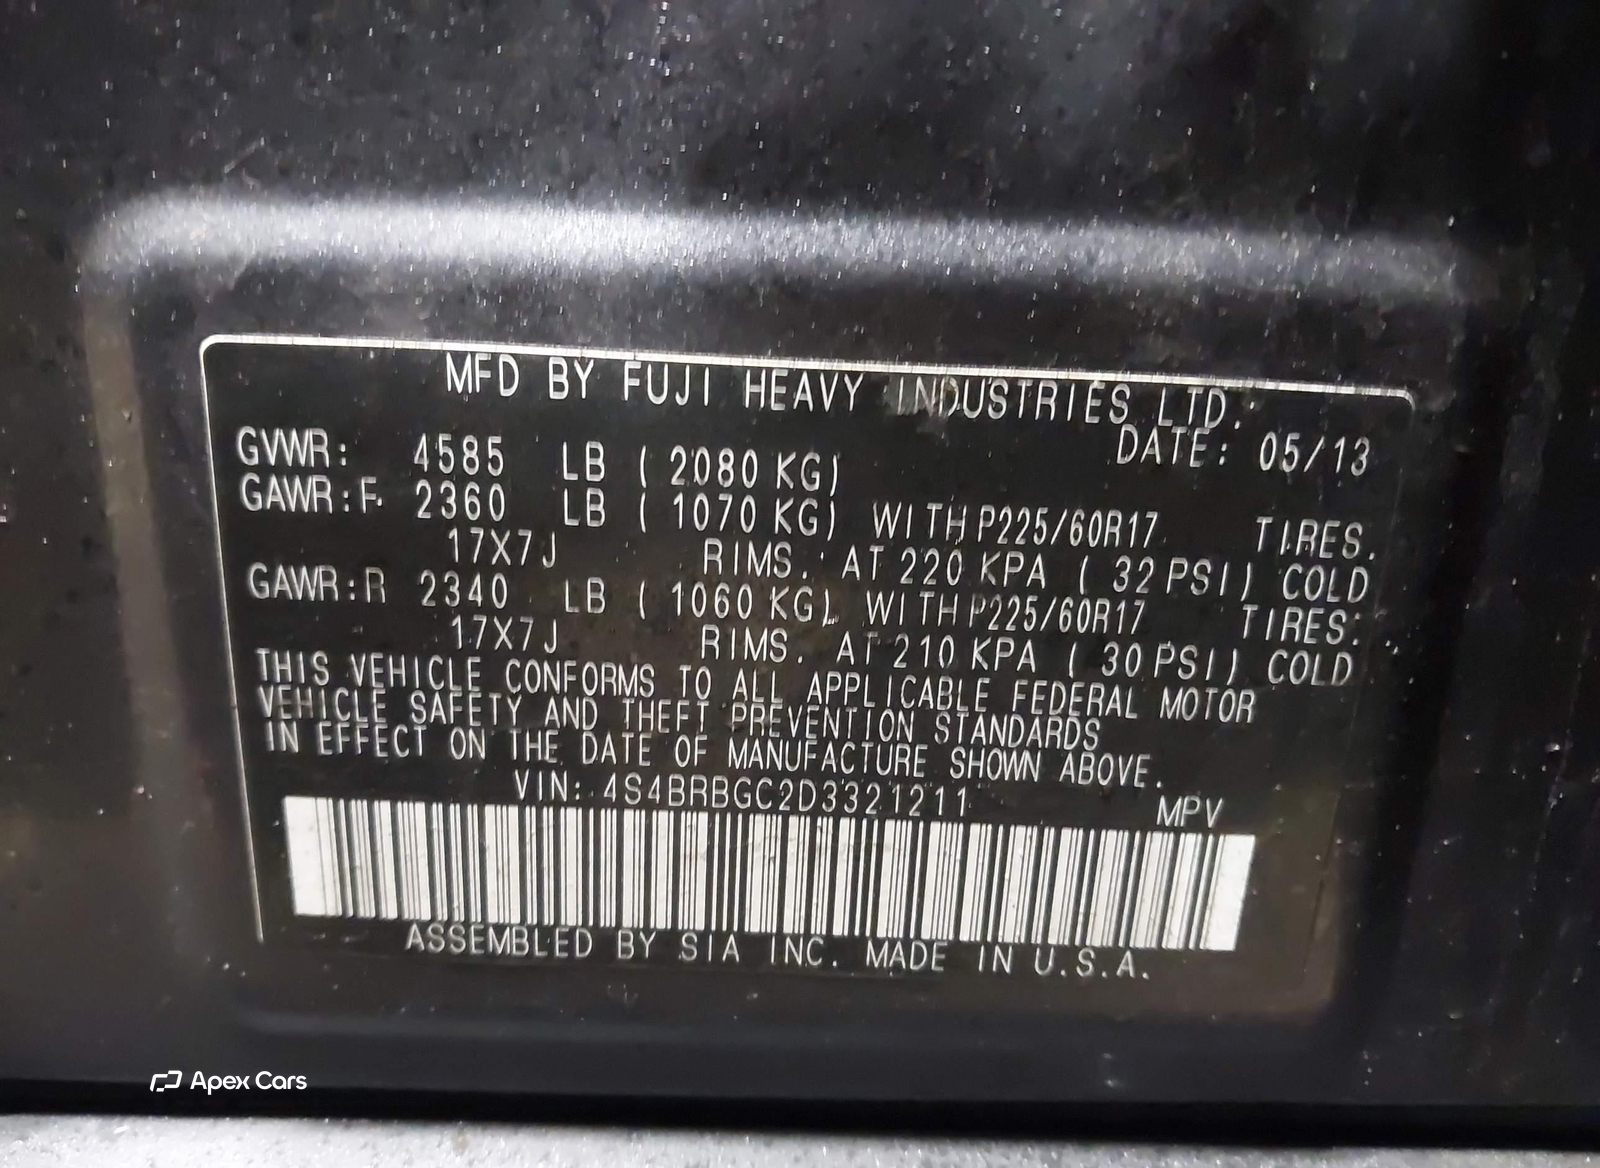 MFD BY FUJI HEAVY INDUSTRIES LTD.
DATE: 05/13
GVWR: 4585 LB ( 2080 KG)
GAWR:F 2360 LB ( 1070 KG) WITH P225/60R17 TIRES.
17X7J RIMS. AT 220 KPA ( 32 PSI) COLD
GAWR:R 2340 LB ( 1060 KG) WITH P225/60R17 TIRES.
17X7J RIMS. AT 210 KPA ( 30 PSI) COLD
THIS VEHICLE CONFORMS TO ALL APPLICABLE FEDERAL MOTOR
VEHICLE SAFETY AND THEFT PREVENTION STANDARDS
IN EFFECT ON THE DATE OF MANUFACTURE SHOWN ABOVE.
VIN: 4S4BRBGC2D3321211 MPV
ASSEMBLED BY SIA INC. MADE IN U.S.A.
Apex Cars